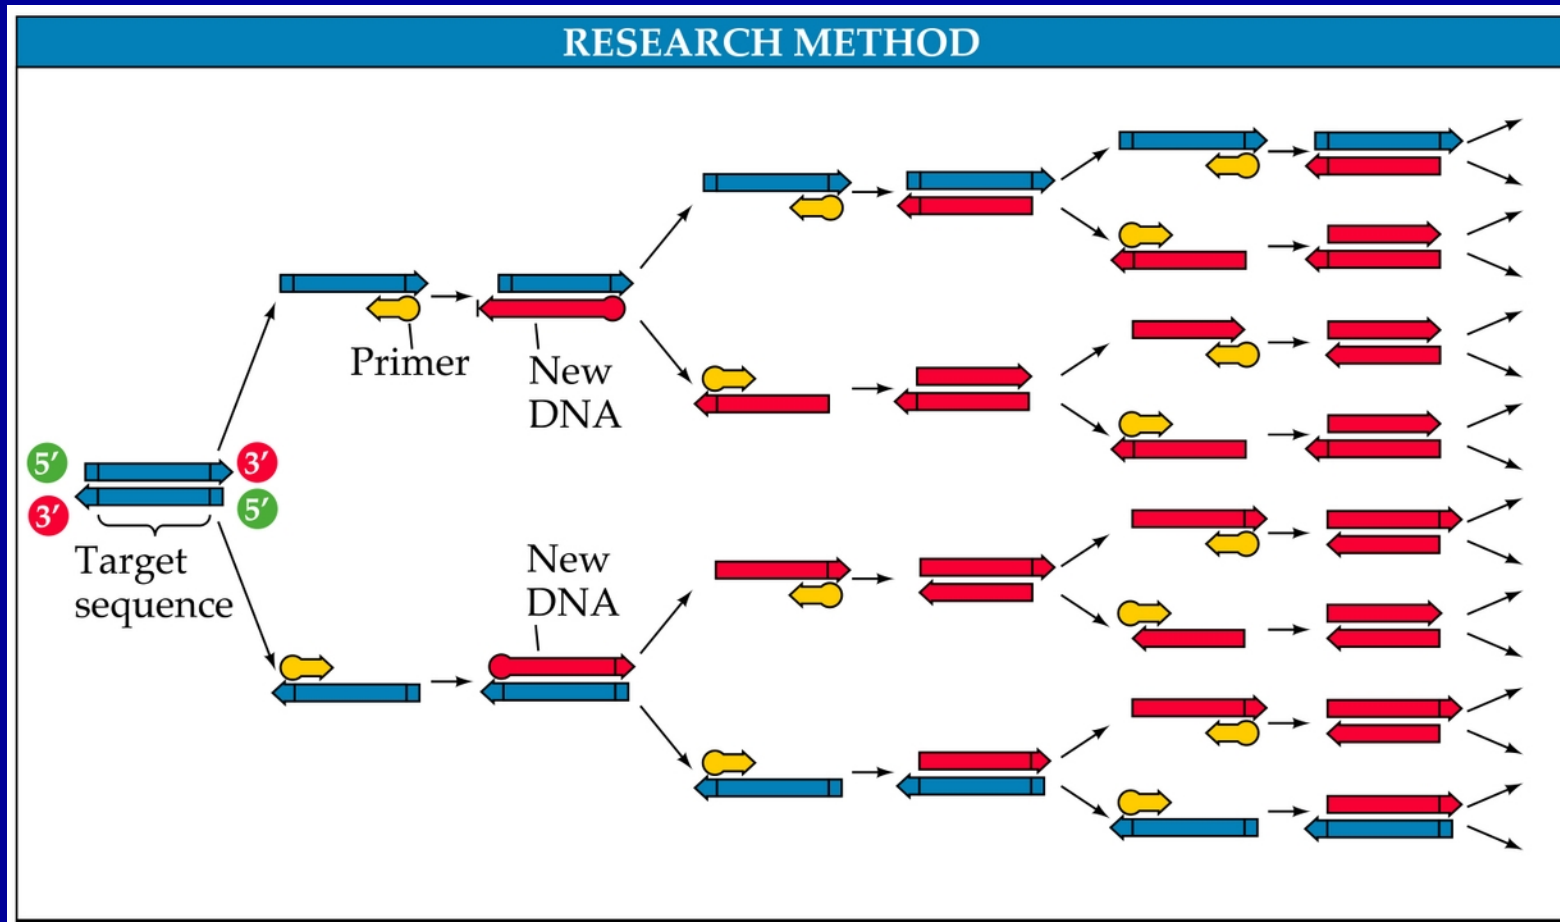 RESEARCH METHOD
Primer
New
DNA
5′
3′
3′
5′
Target
sequence
New
DNA